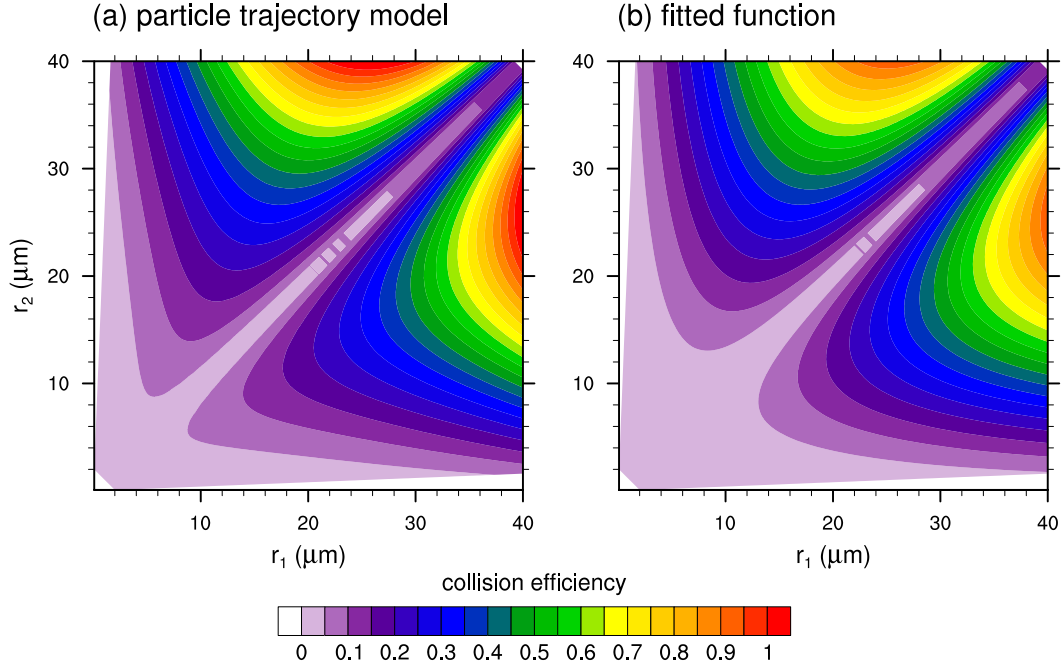 (a) particle trajectory model
(b) fitted function
40
30
20
10
r2 (μm)
10
20
30
40
r1 (μm)
40
30
20
10
10
20
30
40
r1 (μm)
collision efficiency
0 0.1 0.2 0.3 0.4 0.5 0.6 0.7 0.8 0.9 1